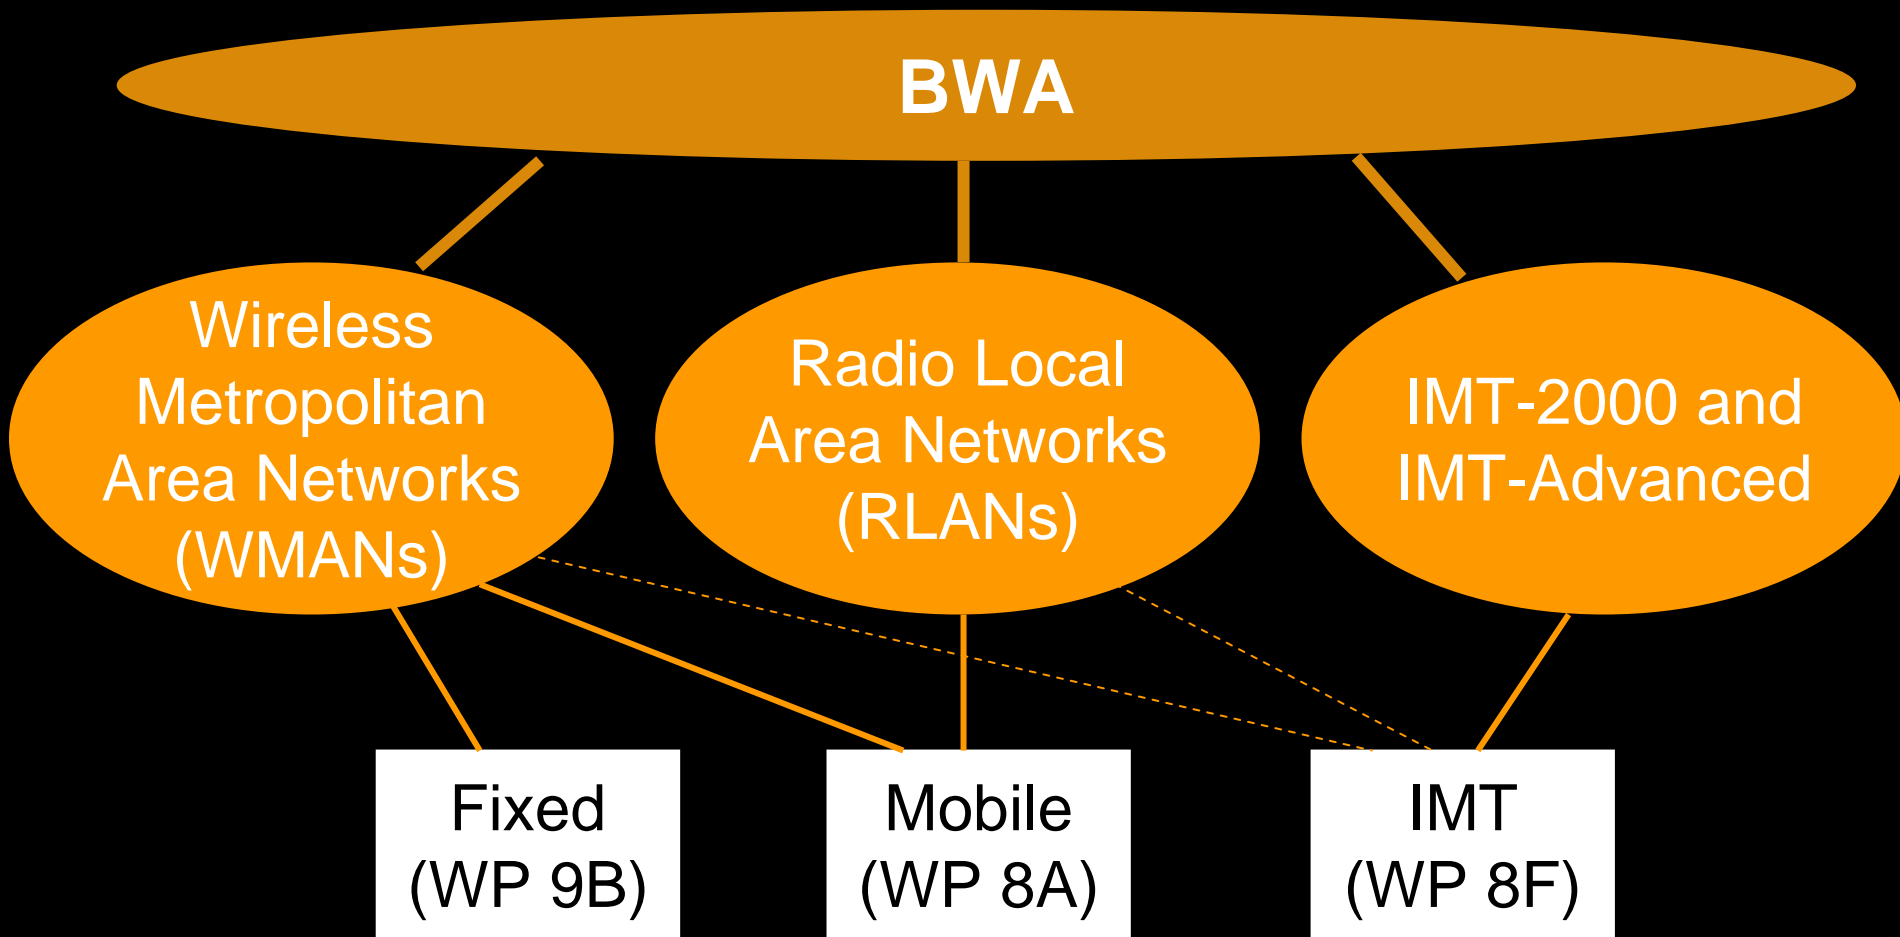 BWA
Wireless
Metropolitan
Area Networks
(WMANs)
Radio Local
Area Networks
(RLANs)
IMT-2000 and
IMT-Advanced
Fixed
(WP 9B)
Mobile
(WP 8A)
IMT
(WP 8F)